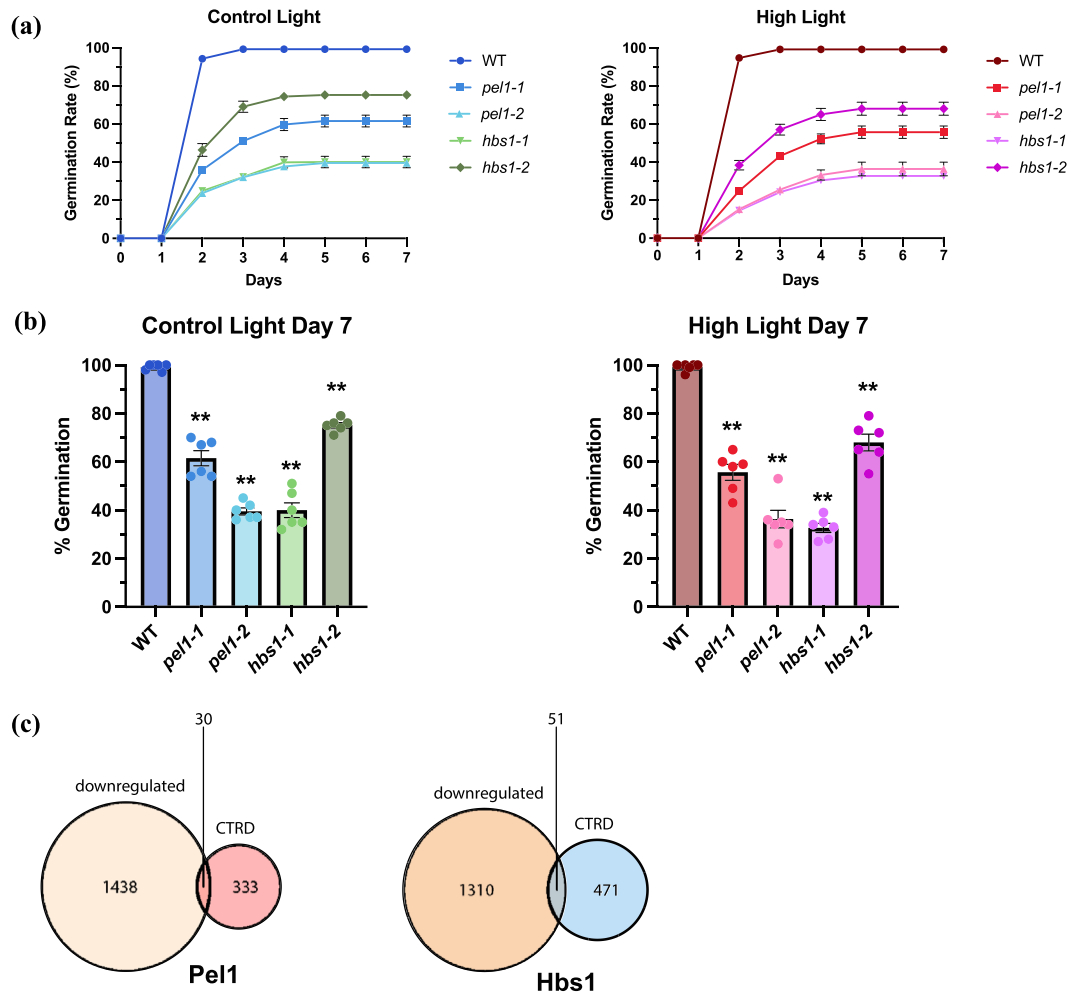 (a)
Control Light
Germination Rate (%)
100
80
60
40
20
0
0 1 2 3 4 5 6 7
Days
WT
pel1-1
pel1-2
hbs1-1
hbs1-2
High Light
Germination Rate (%)
100
80
60
40
20
0
0 1 2 3 4 5 6 7
Days
WT
pel1-1
pel1-2
hbs1-1
hbs1-2
(b)
Control Light Day 7
% Germination
100
80
60
40
20
0
**
**
**
**
WT
pel1-1
pel1-2
hbs1-1
hbs1-2
High Light Day 7
% Germination
100
80
60
40
20
0
**
**
**
**
WT
pel1-1
pel1-2
hbs1-1
hbs1-2
(c)
30
downregulated
CTRD
1438
333
Pel1
51
downregulated
CTRD
1310
471
Hbs1